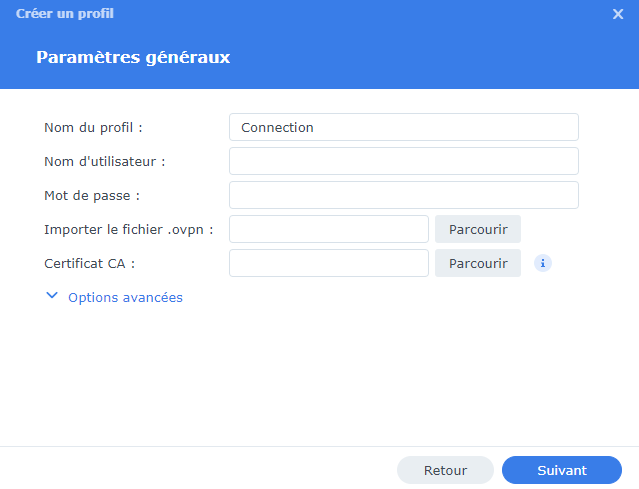 Créer un profil
Paramètres généraux
Nom du profil : Connection
Nom d'utilisateur :
Mot de passe :
Importer le fichier .ovpn : Parcourir
Certificat CA : Parcourir
Options avancées
Retour Suivant